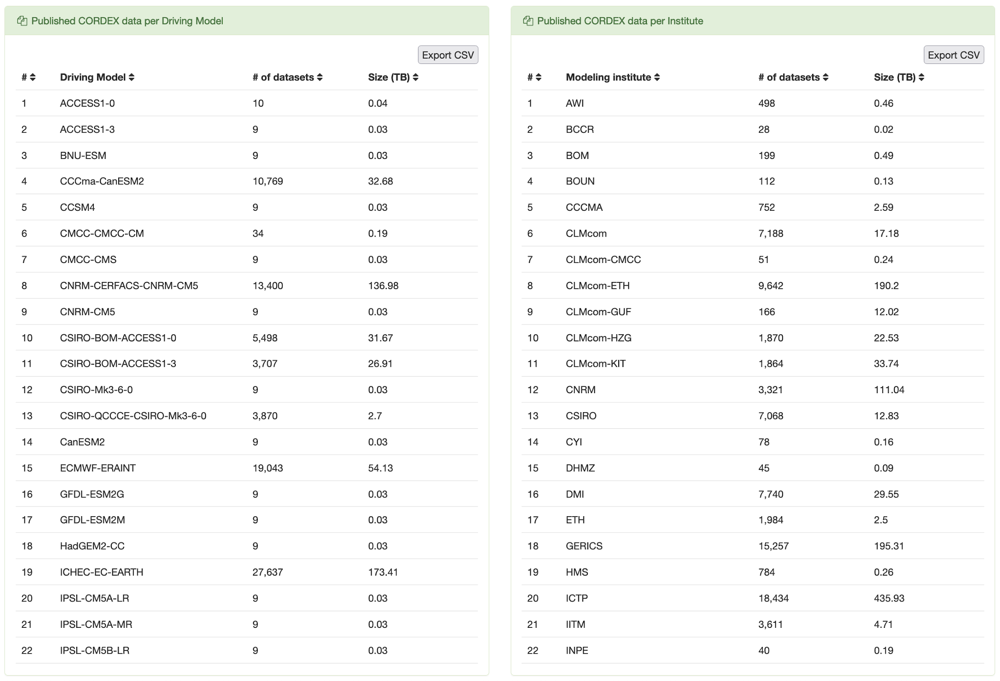 Published CORDEX data per Driving Model
Export CSV
# Driving Model # of datasets Size (TB)
1 ACCESS1-0 10 0.04
2 ACCESS1-3 9 0.03
3 BNU-ESM 9 0.03
4 CCCma-CanESM2 10,769 32.68
5 CCSM4 9 0.03
6 CMCC-CMCC-CM 34 0.19
7 CMCC-CMS 9 0.03
8 CNRM-CERFACS-CNRM-CM5 13,400 136.98
9 CNRM-CM5 9 0.03
10 CSIRO-BOM-ACCESS1-0 5,498 31.67
11 CSIRO-BOM-ACCESS1-3 3,707 26.91
12 CSIRO-Mk3-6-0 9 0.03
13 CSIRO-QCCCE-CSIRO-Mk3-6-0 3,870 2.7
14 CanESM2 9 0.03
15 ECMWF-ERAINT 19,043 54.13
16 GFDL-ESM2G 9 0.03
17 GFDL-ESM2M 9 0.03
18 HadGEM2-CC 9 0.03
19 ICHEC-EC-EARTH 27,637 173.41
20 IPSL-CM5A-LR 9 0.03
21 IPSL-CM5A-MR 9 0.03
22 IPSL-CM5B-LR 9 0.03
Published CORDEX data per Institute
Export CSV
# Modeling institute # of datasets Size (TB)
1 AWI 498 0.46
2 BCCR 28 0.02
3 BOM 199 0.49
4 BOUN 112 0.13
5 CCCMA 752 2.59
6 CLMcom 7,188 17.18
7 CLMcom-CMCC 51 0.24
8 CLMcom-ETH 9,642 190.2
9 CLMcom-GUF 166 12.02
10 CLMcom-HZG 1,870 22.53
11 CLMcom-KIT 1,864 33.74
12 CNRM 3,321 111.04
13 CSIRO 7,068 12.83
14 CYI 78 0.16
15 DHMZ 45 0.09
16 DMI 7,740 29.55
17 ETH 1,984 2.5
18 GERICS 15,257 195.31
19 HMS 784 0.26
20 ICTP 18,434 435.93
21 IITM 3,611 4.71
22 INPE 40 0.19